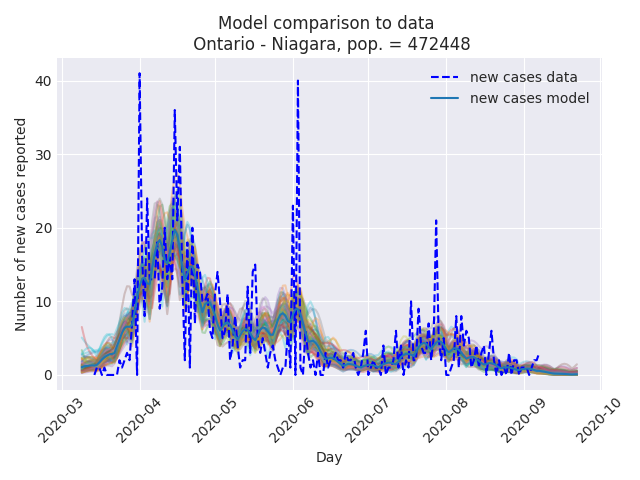 Model comparison to data
Ontario - Niagara, pop. = 472448
new cases data
new cases model
Number of new cases reported
40
30
20
10
0
2020-03
2020-04
2020-05
2020-06
2020-07
2020-08
2020-09
2020-10
Day